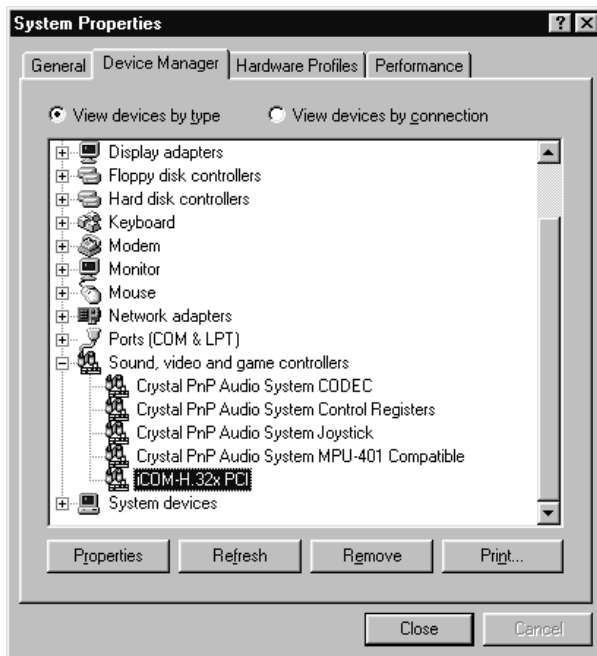 System Properties
General Device Manager Hardware Profiles Performance
View devices by type View devices by connection
Display adapters
Floppy disk controllers
Hard disk controllers
Keyboard
Modem
Monitor
Mouse
Network adapters
Ports (COM & LPT)
Sound, video and game controllers
Crystal PnP Audio System CODEC
Crystal PnP Audio System Control Registers
Crystal PnP Audio System Joystick
Crystal PnP Audio System MPU-401 Compatible
iCOM-H.32x PCI
System devices
Properties Refresh Remove Print...
Close Cancel